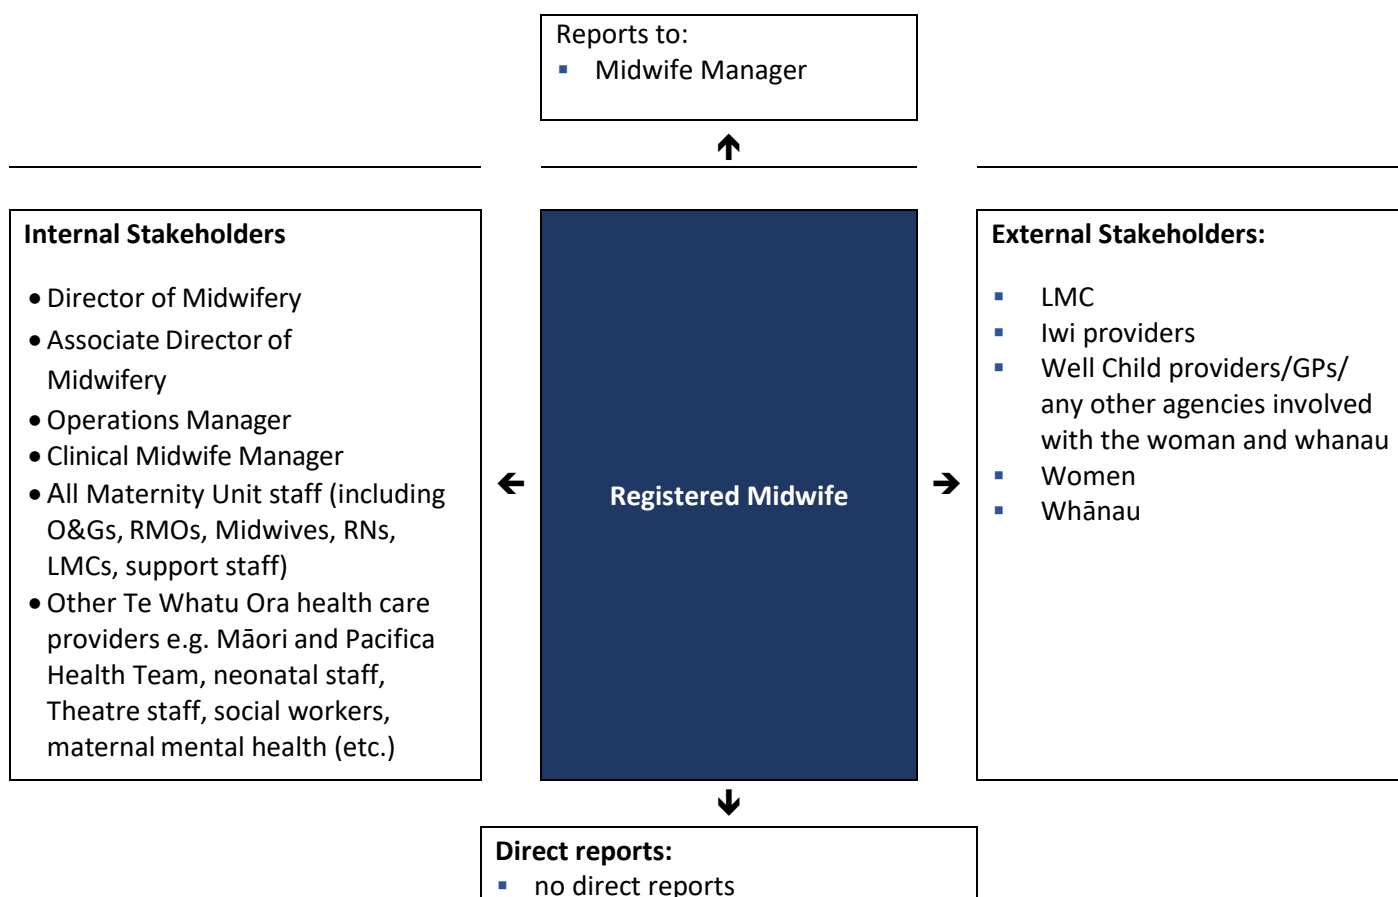 Reports to:
▪ Midwife Manager
Internal Stakeholders
• Director of Midwifery
• Associate Director of
Midwifery
• Operations Manager
• Clinical Midwife Manager
• All Maternity Unit staff (including
O&Gs, RMOs, Midwives, RNs,
LMCs, support staff)
• Other Te Whatu Ora health care
providers e.g. Māori and Pacifica
Health Team, neonatal staff,
Theatre staff, social workers,
maternal mental health (etc.)
Registered Midwife
External Stakeholders:
▪ LMC
▪ Iwi providers
▪ Well Child providers/GPs/
any other agencies involved
with the woman and whanau
▪ Women
▪ Whānau
Direct reports:
▪ no direct reports